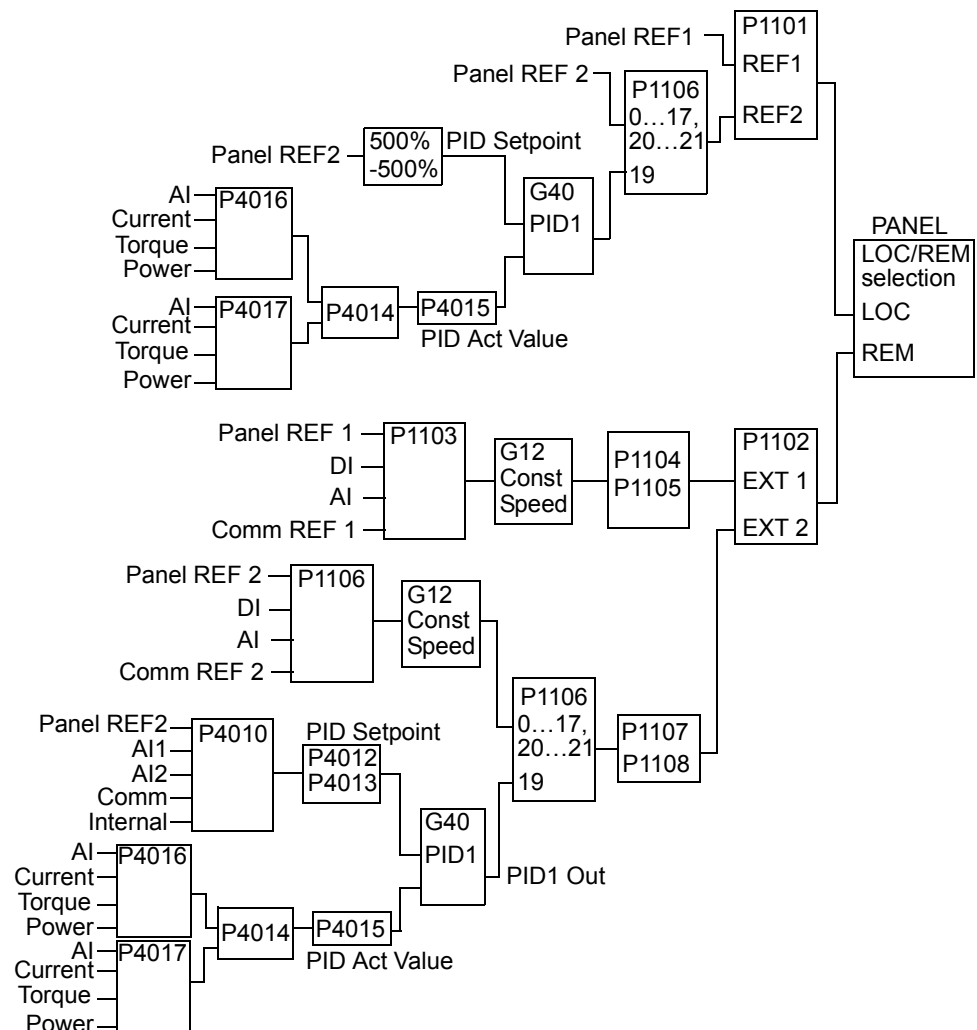 Panel REF1
P1101
REF1
REF2
Panel REF 2
P1106
0...17,
20...21
19
Panel REF2
500%
-500%
PID Setpoint
G40
PID1
AI
Current
Torque
Power
P4016
AI
Current
Torque
Power
P4017
P4014
P4015
PID Act Value
PANEL
LOC/REM
selection
LOC
REM
Panel REF 1
DI
AI
Comm REF 1
P1103
G12
Const
Speed
P1104
P1105
P1102
EXT 1
EXT 2
Panel REF 2
DI
AI
Comm REF 2
P1106
G12
Const
Speed
P1106
0...17,
20...21
19
P1107
P1108
Panel REF2
AI1
AI2
Comm
Internal
P4010
PID Setpoint
P4012
P4013
G40
PID1
PID1 Out
AI
Current
Torque
Power
P4016
AI
Current
Torque
Power
P4017
P4014
P4015
PID Act Value